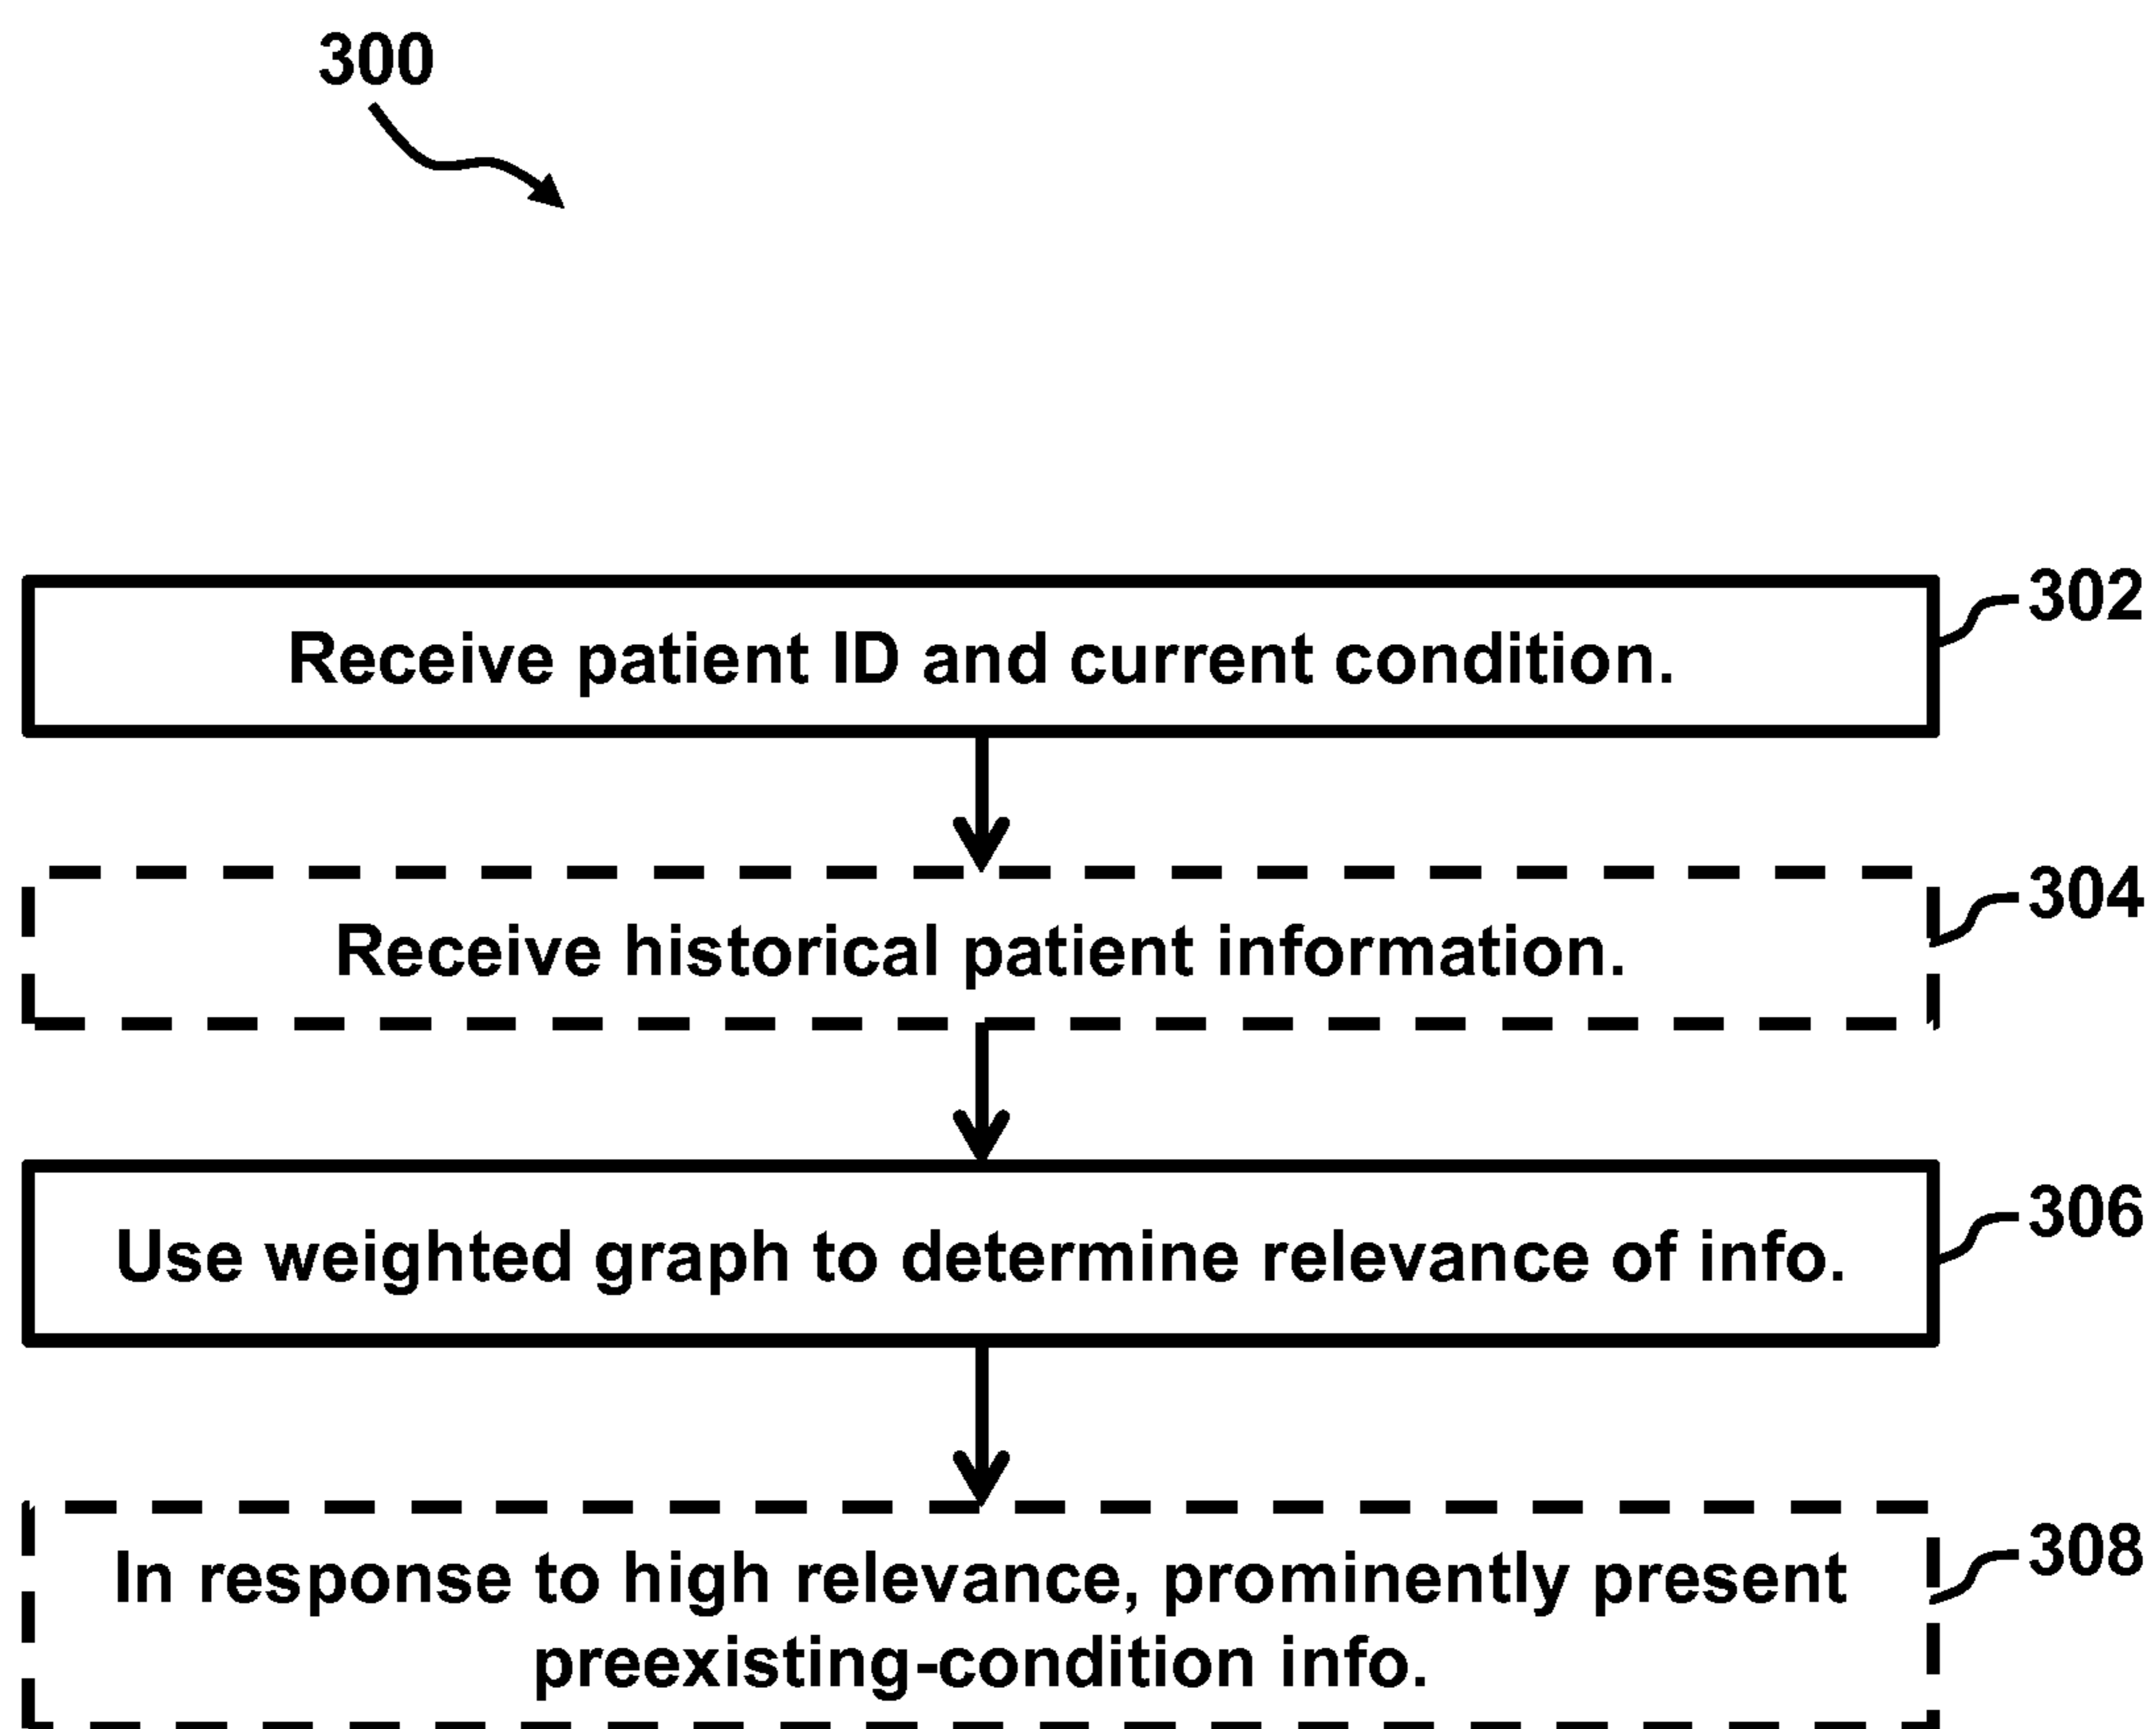 300
Receive patient ID and current condition.
302
Receive historical patient information.
304
Use weighted graph to determine relevance of info.
306
In response to high relevance, prominently present
preexisting-condition info.
308